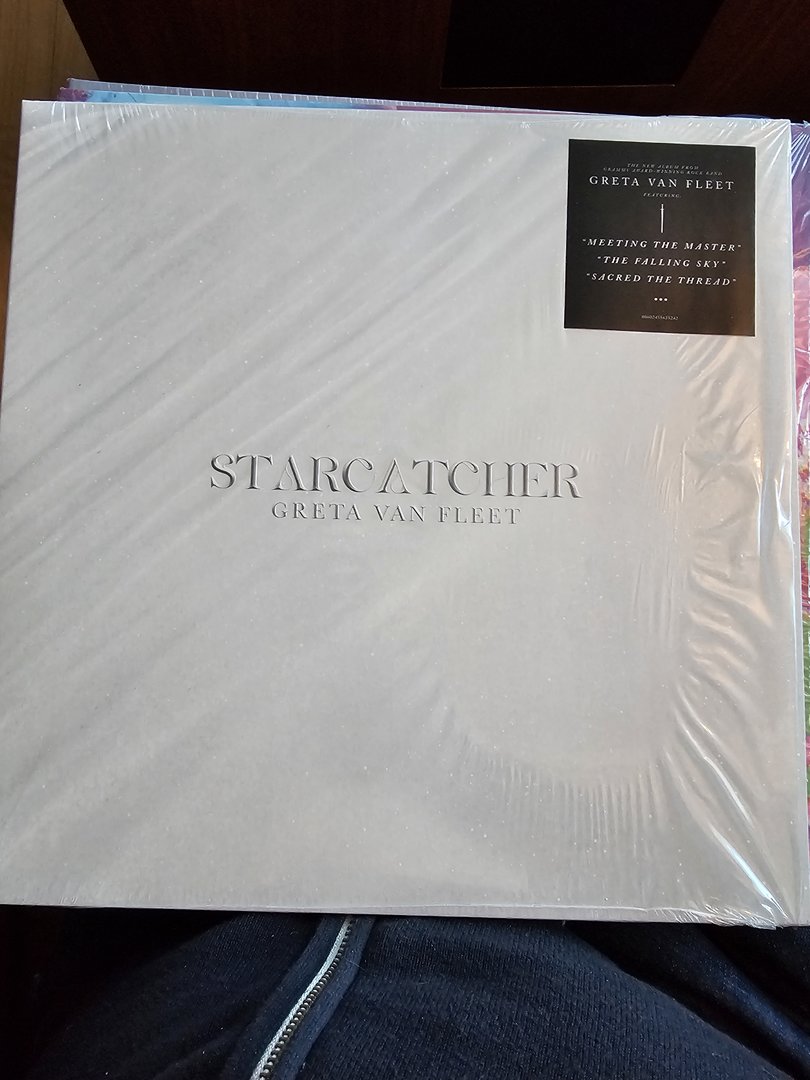 THE NEW ALBUM FROM
GRAMMY AWARD-WINNING ROCK BAND
GRETA VAN FLEET
FEATURING:
"MEETING THE MASTER"
"THE FALLING SKY"
"SACRED THE THREAD"
STARCATCHER
GRETA VAN FLEET